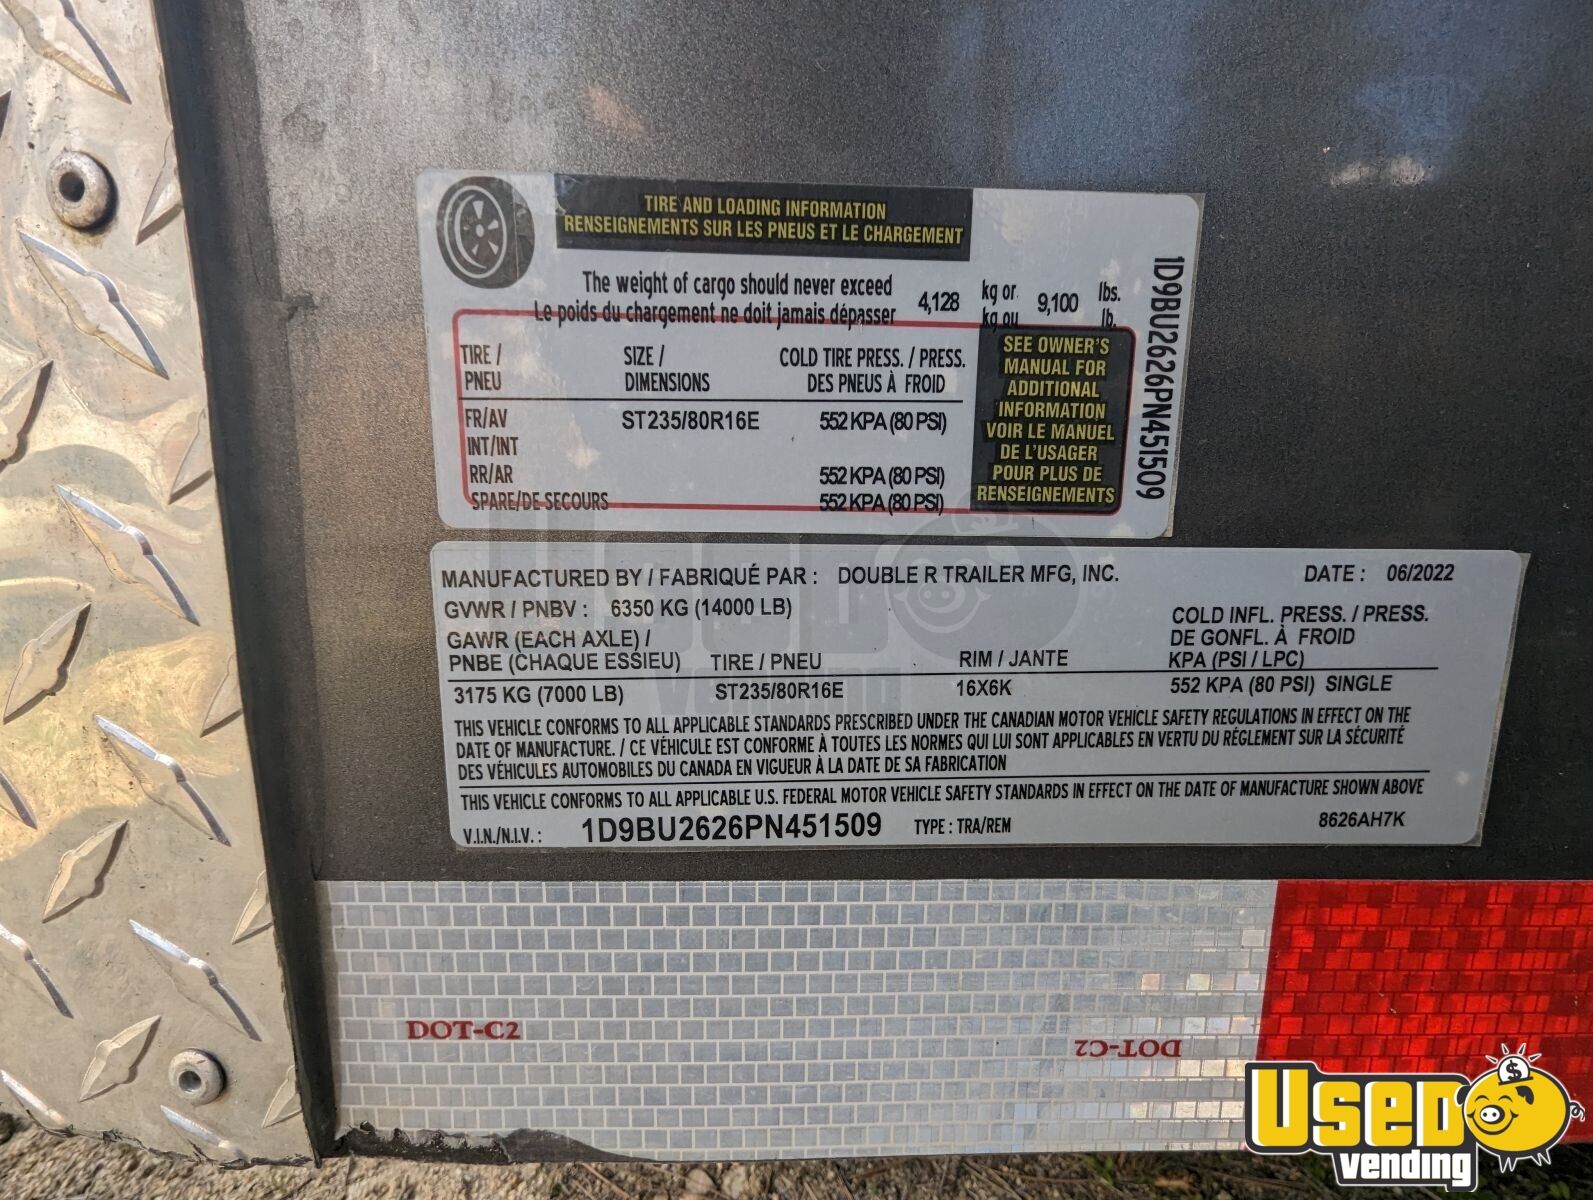 TIRE AND LOADING INFORMATION
RENSEIGNEMENTS SUR LES PNEUS ET LE CHARGEMENT
The weight of cargo should never exceed 4,128 kg or 9,100 lbs.
Le poids du chargement ne doit jamais dépasser kg ou lb.
TIRE / SIZE / COLD TIRE PRESS. / PRESS.
PNEU DIMENSIONS DES PNEUS À FROID
FR/AV ST235/80R16E 552 KPA (80 PSI)
INT/INT
RR/AR 552 KPA (80 PSI)
SPARE/DE SECOURS 552 KPA (80 PSI)
SEE OWNER'S
MANUAL FOR
ADDITIONAL
INFORMATION
VOIR LE MANUEL
DE L'USAGER
POUR PLUS DE
RENSEIGNEMENTS
1D9BU2626PN451509
MANUFACTURED BY / FABRIQUÉ PAR : DOUBLE R TRAILER MFG, INC. DATE : 06/2022
GVWR / PNBV : 6350 KG (14000 LB)
GAWR (EACH AXLE) /
PNBE (CHAQUE ESSIEU) TIRE / PNEU RIM / JANTE
COLD INFL. PRESS. / PRESS.
DE GONFL. À FROID
KPA (PSI / LPC)
3175 KG (7000 LB) ST235/80R16E 16X6K 552 KPA (80 PSI) SINGLE
THIS VEHICLE CONFORMS TO ALL APPLICABLE STANDARDS PRESCRIBED UNDER THE CANADIAN MOTOR VEHICLE SAFETY REGULATIONS IN EFFECT ON THE
DATE OF MANUFACTURE. / CE VÉHICULE EST CONFORME À TOUTES LES NORMES QUI LUI SONT APPLICABLES EN VERTU DU RÉGLEMENT SUR LA SÉCURITÉ
DES VÉHICULES AUTOMOBILES DU CANADA EN VIGUEUR À LA DATE DE SA FABRICATION
THIS VEHICLE CONFORMS TO ALL APPLICABLE U.S. FEDERAL MOTOR VEHICLE SAFETY STANDARDS IN EFFECT ON THE DATE OF MANUFACTURE SHOWN ABOVE
V.I.N./N.I.V. : 1D9BU2626PN451509 TYPE : TRA/REM 8626AH7K
DOT-C2
DOT-C2
USED
vending